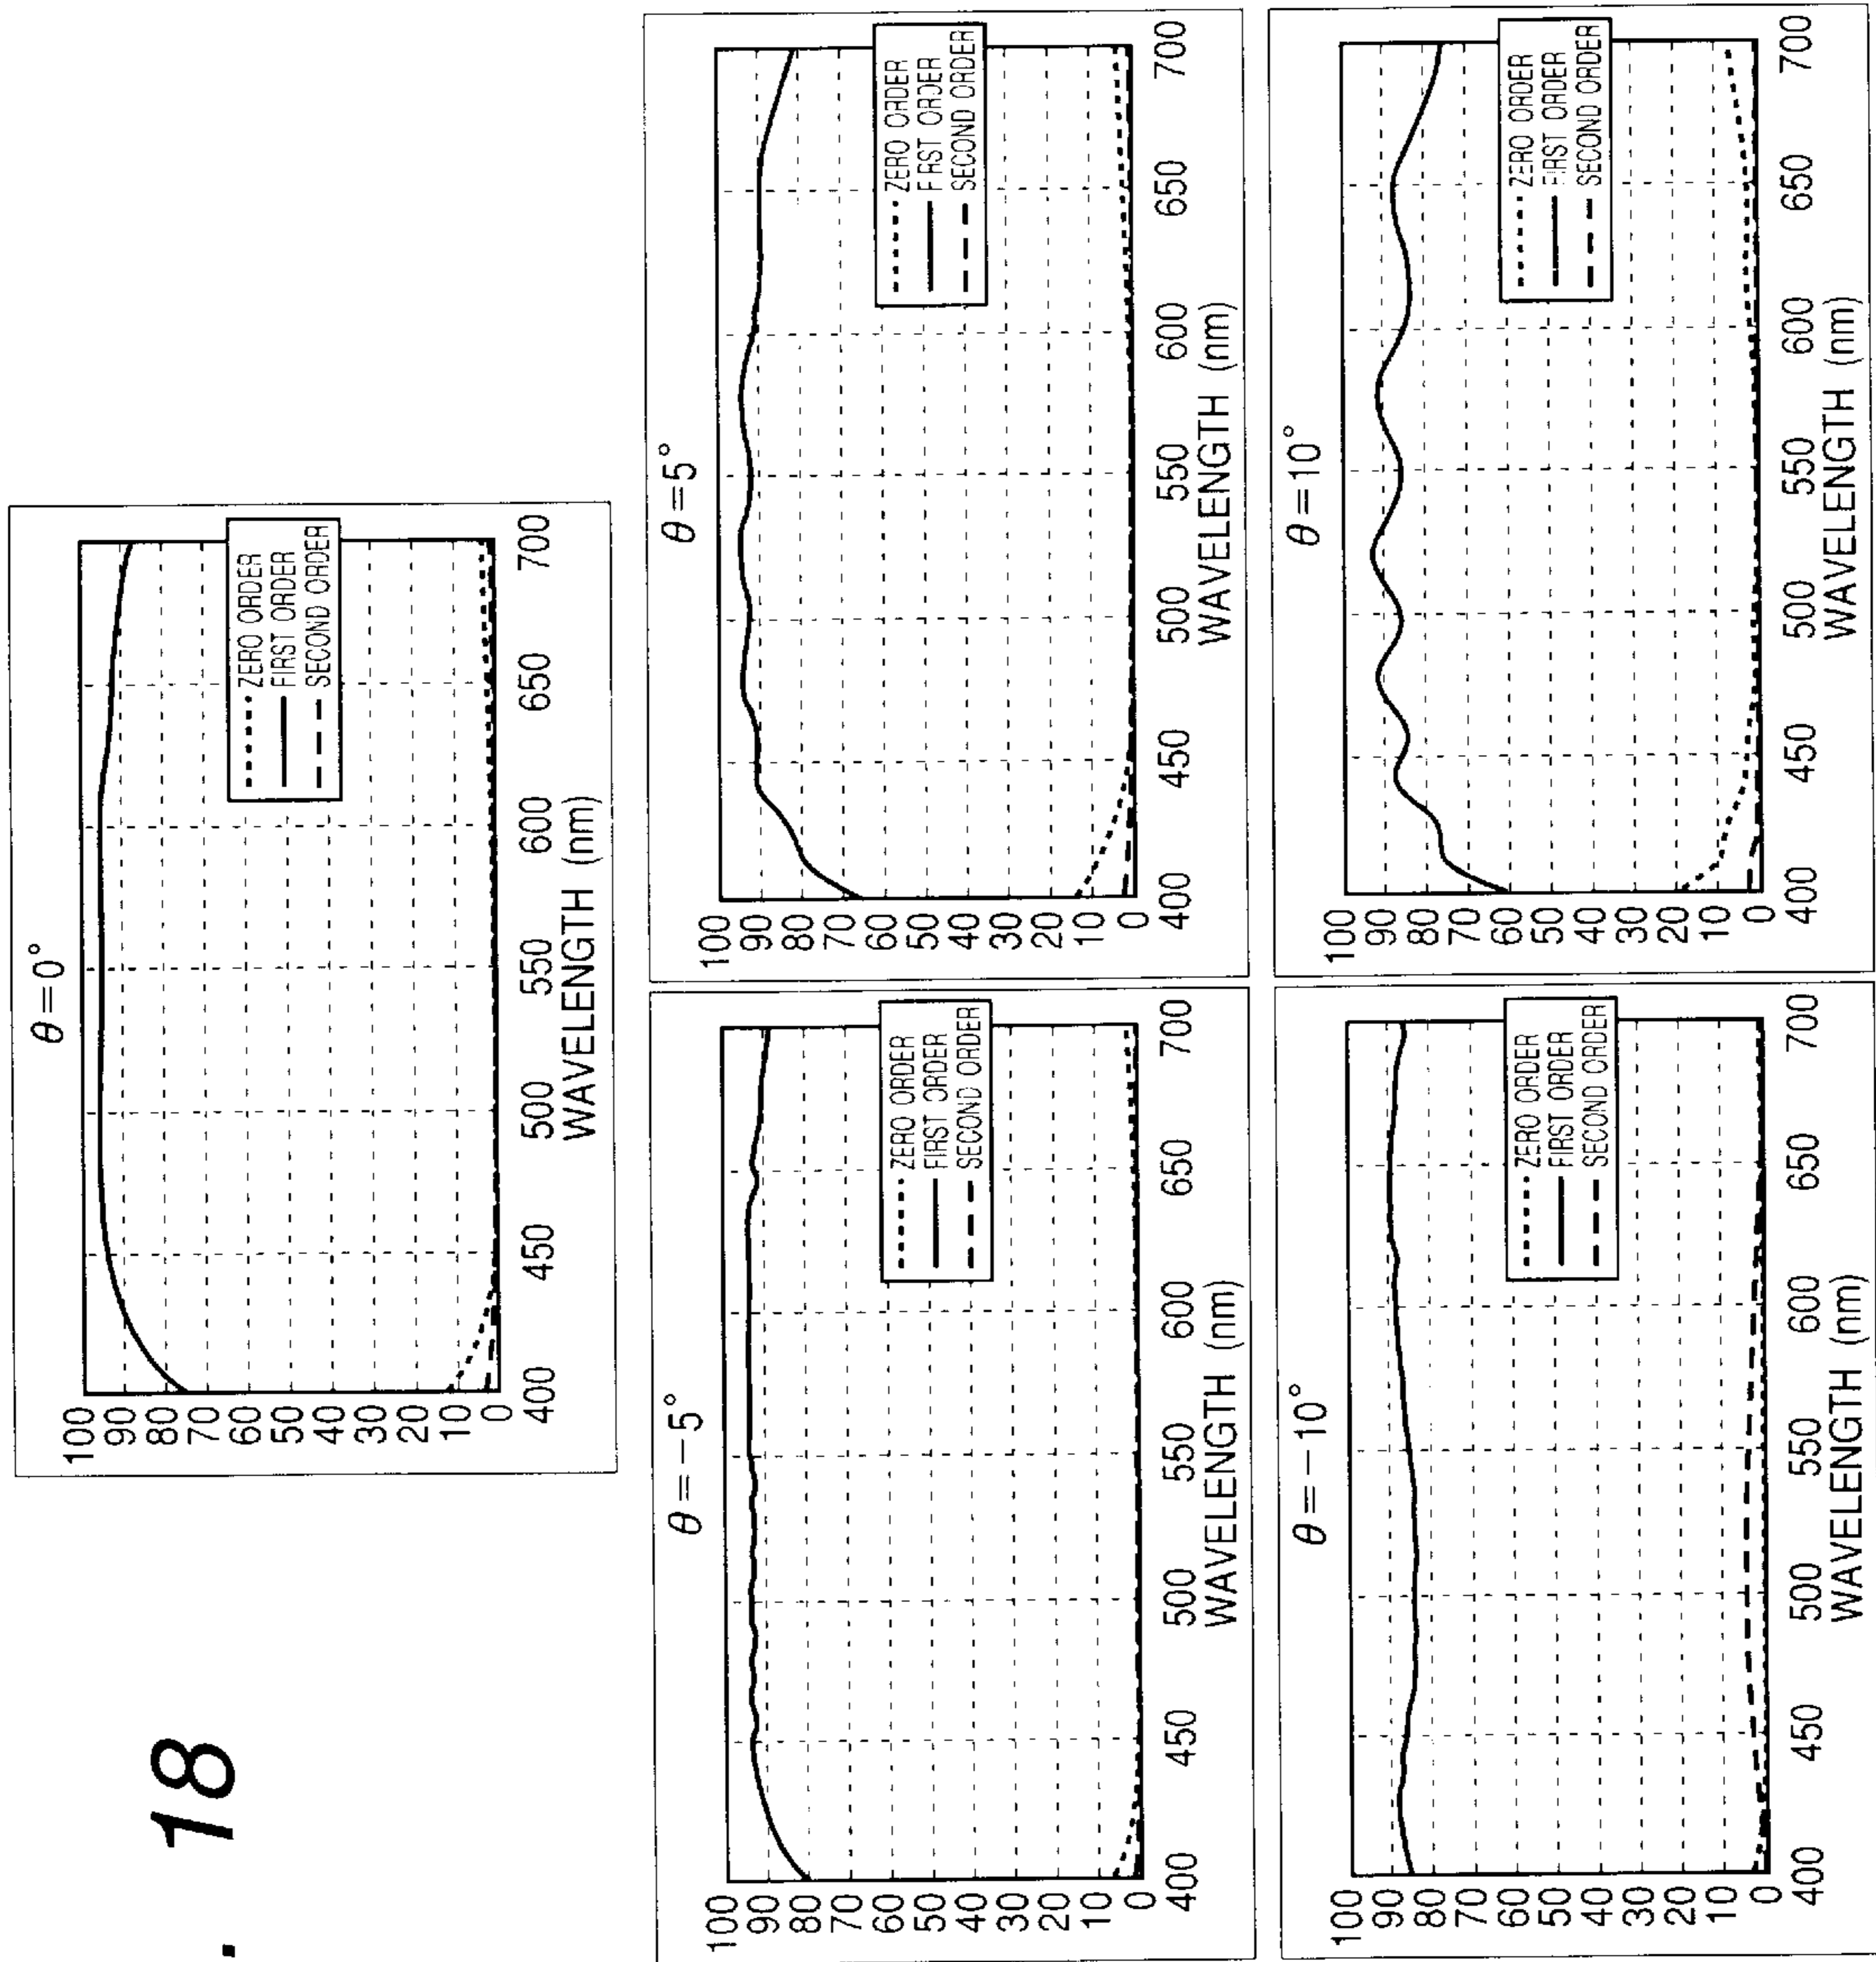 . 18
θ=0°
100
90
80
70
60
50
40
30
20
10
0
400 450 500 550 600 650 700
WAVELENGTH (nm)
ZERO ORDER
FIRST ORDER
SECOND ORDER
θ=-5°
100
90
80
70
60
50
40
30
20
10
0
400 450 500 550 600 650 700
WAVELENGTH (nm)
ZERO ORDER
FIRST ORDER
SECOND ORDER
θ=5°
100
90
80
70
60
50
40
30
20
10
0
400 450 500 550 600 650 700
WAVELENGTH (nm)
ZERO ORDER
FIRST ORDER
SECOND ORDER
θ=-10°
100
90
80
70
60
50
40
30
20
10
0
400 450 500 550 600 650 700
WAVELENGTH (nm)
ZERO ORDER
FIRST ORDER
SECOND ORDER
θ=10°
100
90
80
70
60
50
40
30
20
10
0
400 450 500 550 600 650 700
WAVELENGTH (nm)
ZERO ORDER
FIRST ORDER
SECOND ORDER